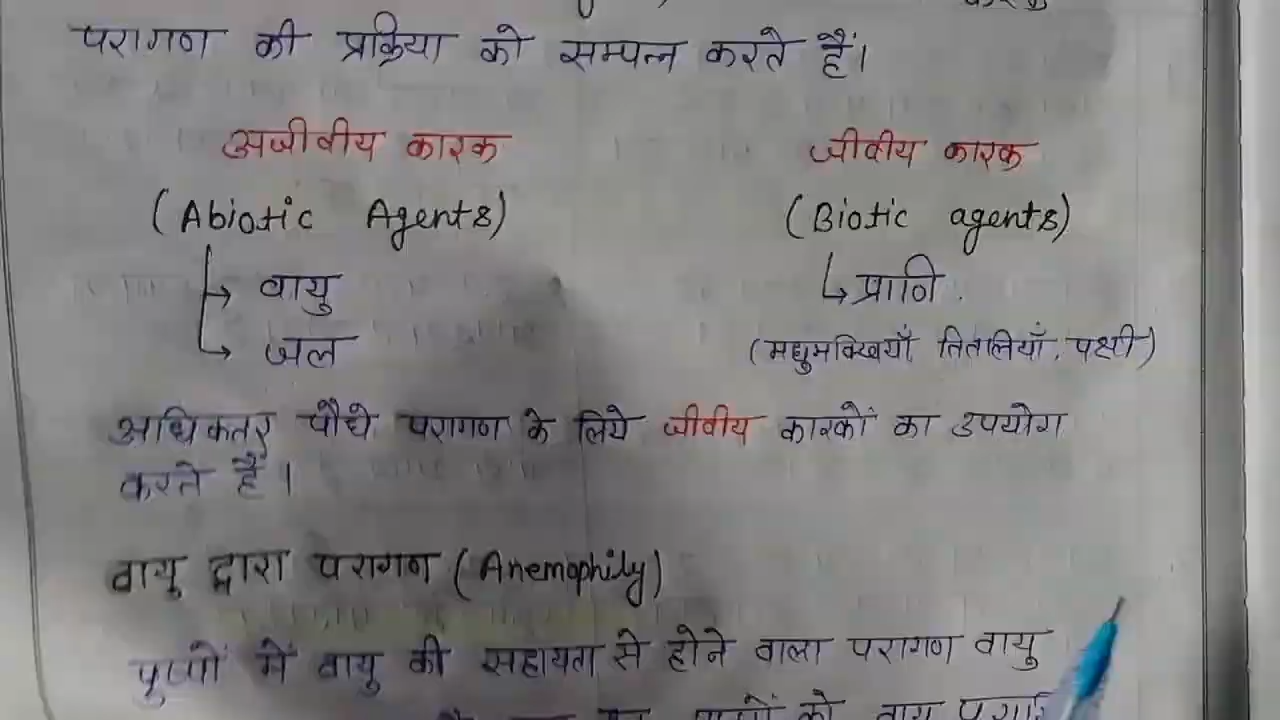 परागण की प्रक्रिया को सम्पन्न करते हैं।
अजीवीय कारक
(Abiotic Agents)
→ वायु
→ जल
जीवीय कारक
(Biotic agents)
↳ प्राणि.
(मधुमक्खियाँ, तितलियाँ, पक्षी)
अधिकतर पौधे परागण के लिये जीवीय कारकों का उपयोग
करते हैं।
वायु द्वारा परागण (Anemophily)
पुष्पों में वायु की सहायता से होने वाला परागण वायु
को वायु